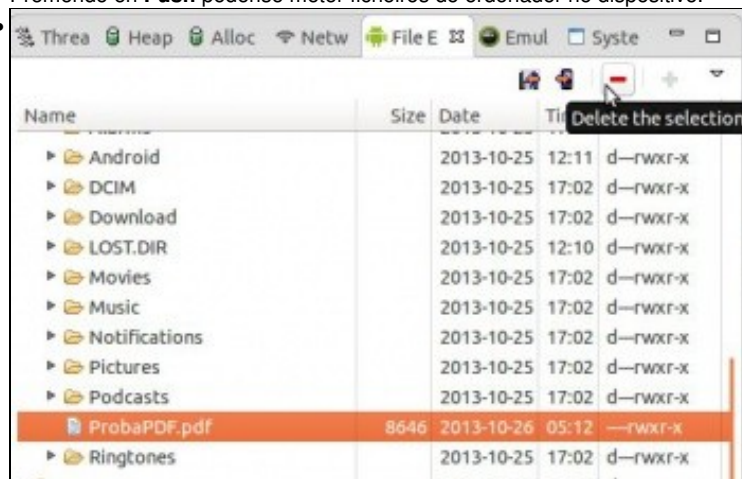 Threa Heap Alloc Netw File E Emul Syste
Delete the selection
Name Size Date
Android 2013-10-25 12:11 d—rwxr-x
DCIM 2013-10-25 17:02 d—rwxr-x
Download 2013-10-25 17:02 d—rwxr-x
LOST.DIR 2013-10-25 12:10 d—rwxr-x
Movies 2013-10-25 17:02 d—rwxr-x
Music 2013-10-25 17:02 d—rwxr-x
Notifications 2013-10-25 17:02 d—rwxr-x
Pictures 2013-10-25 17:02 d—rwxr-x
Podcasts 2013-10-25 17:02 d—rwxr-x
ProbaPDF.pdf 8646 2013-10-26 05:12 —rwxr-x
Ringtones 2013-10-25 17:02 d—rwxr-x